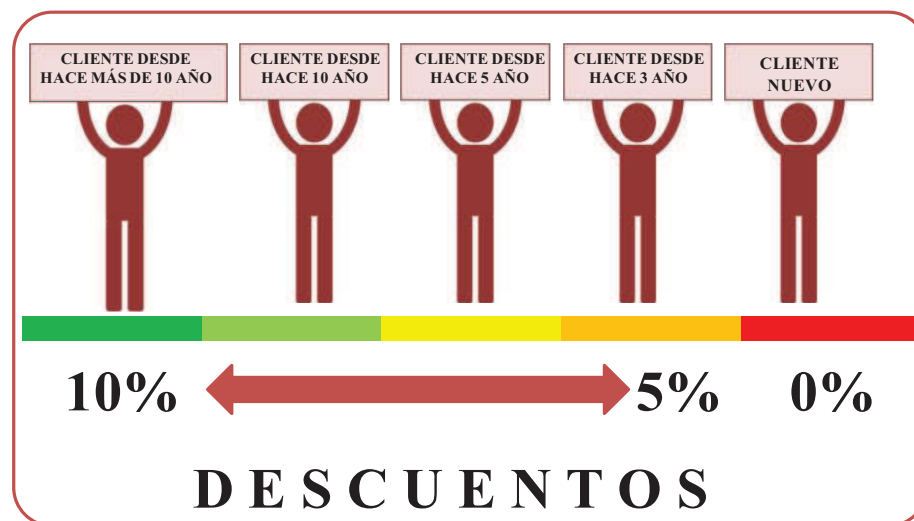 CLIENTE DESDE
HACE MÁS DE 10 AÑO
CLIENTE DESDE
HACE 10 AÑO
CLIENTE DESDE
HACE 5 AÑO
CLIENTE DESDE
HACE 3 AÑO
CLIENTE
NUEVO
10% 5% 0%
DESCUENTOS